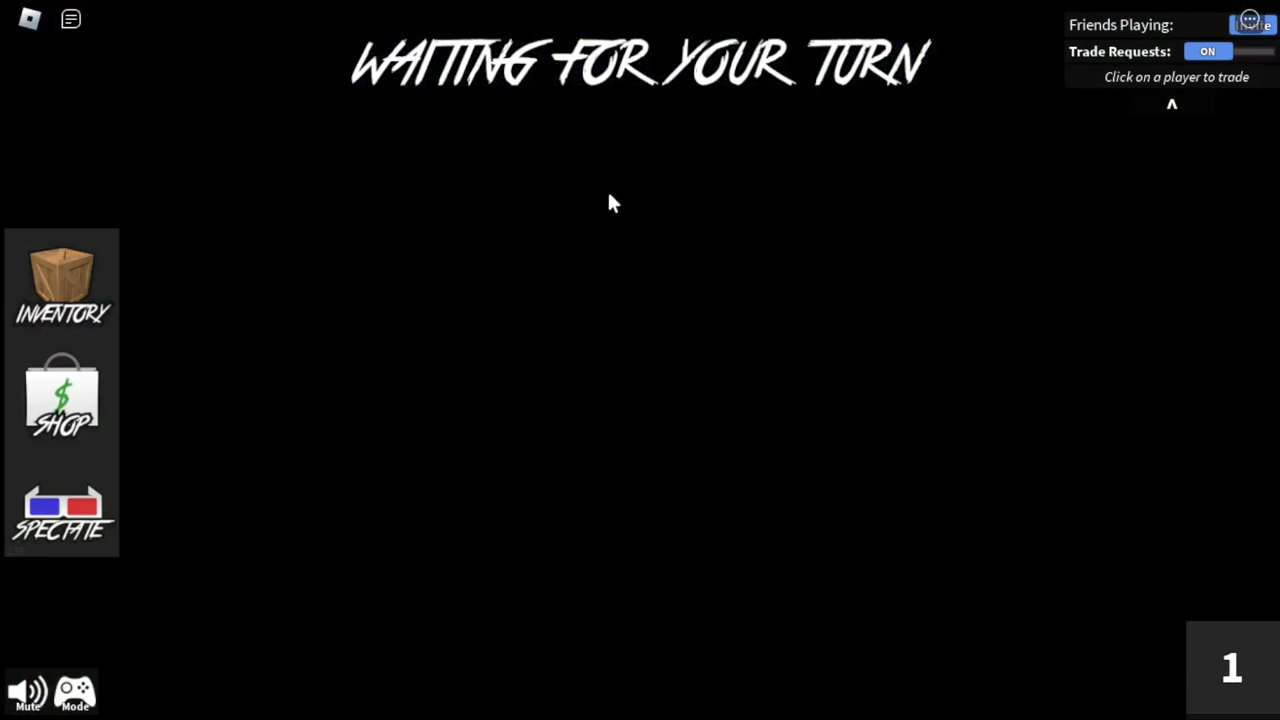 WAITING FOR YOUR TURN
Friends Playing:
Trade Requests: ON
Click on a player to trade
INVENTORY
$
SHOP
SPECTATE
Mute
Mode
1